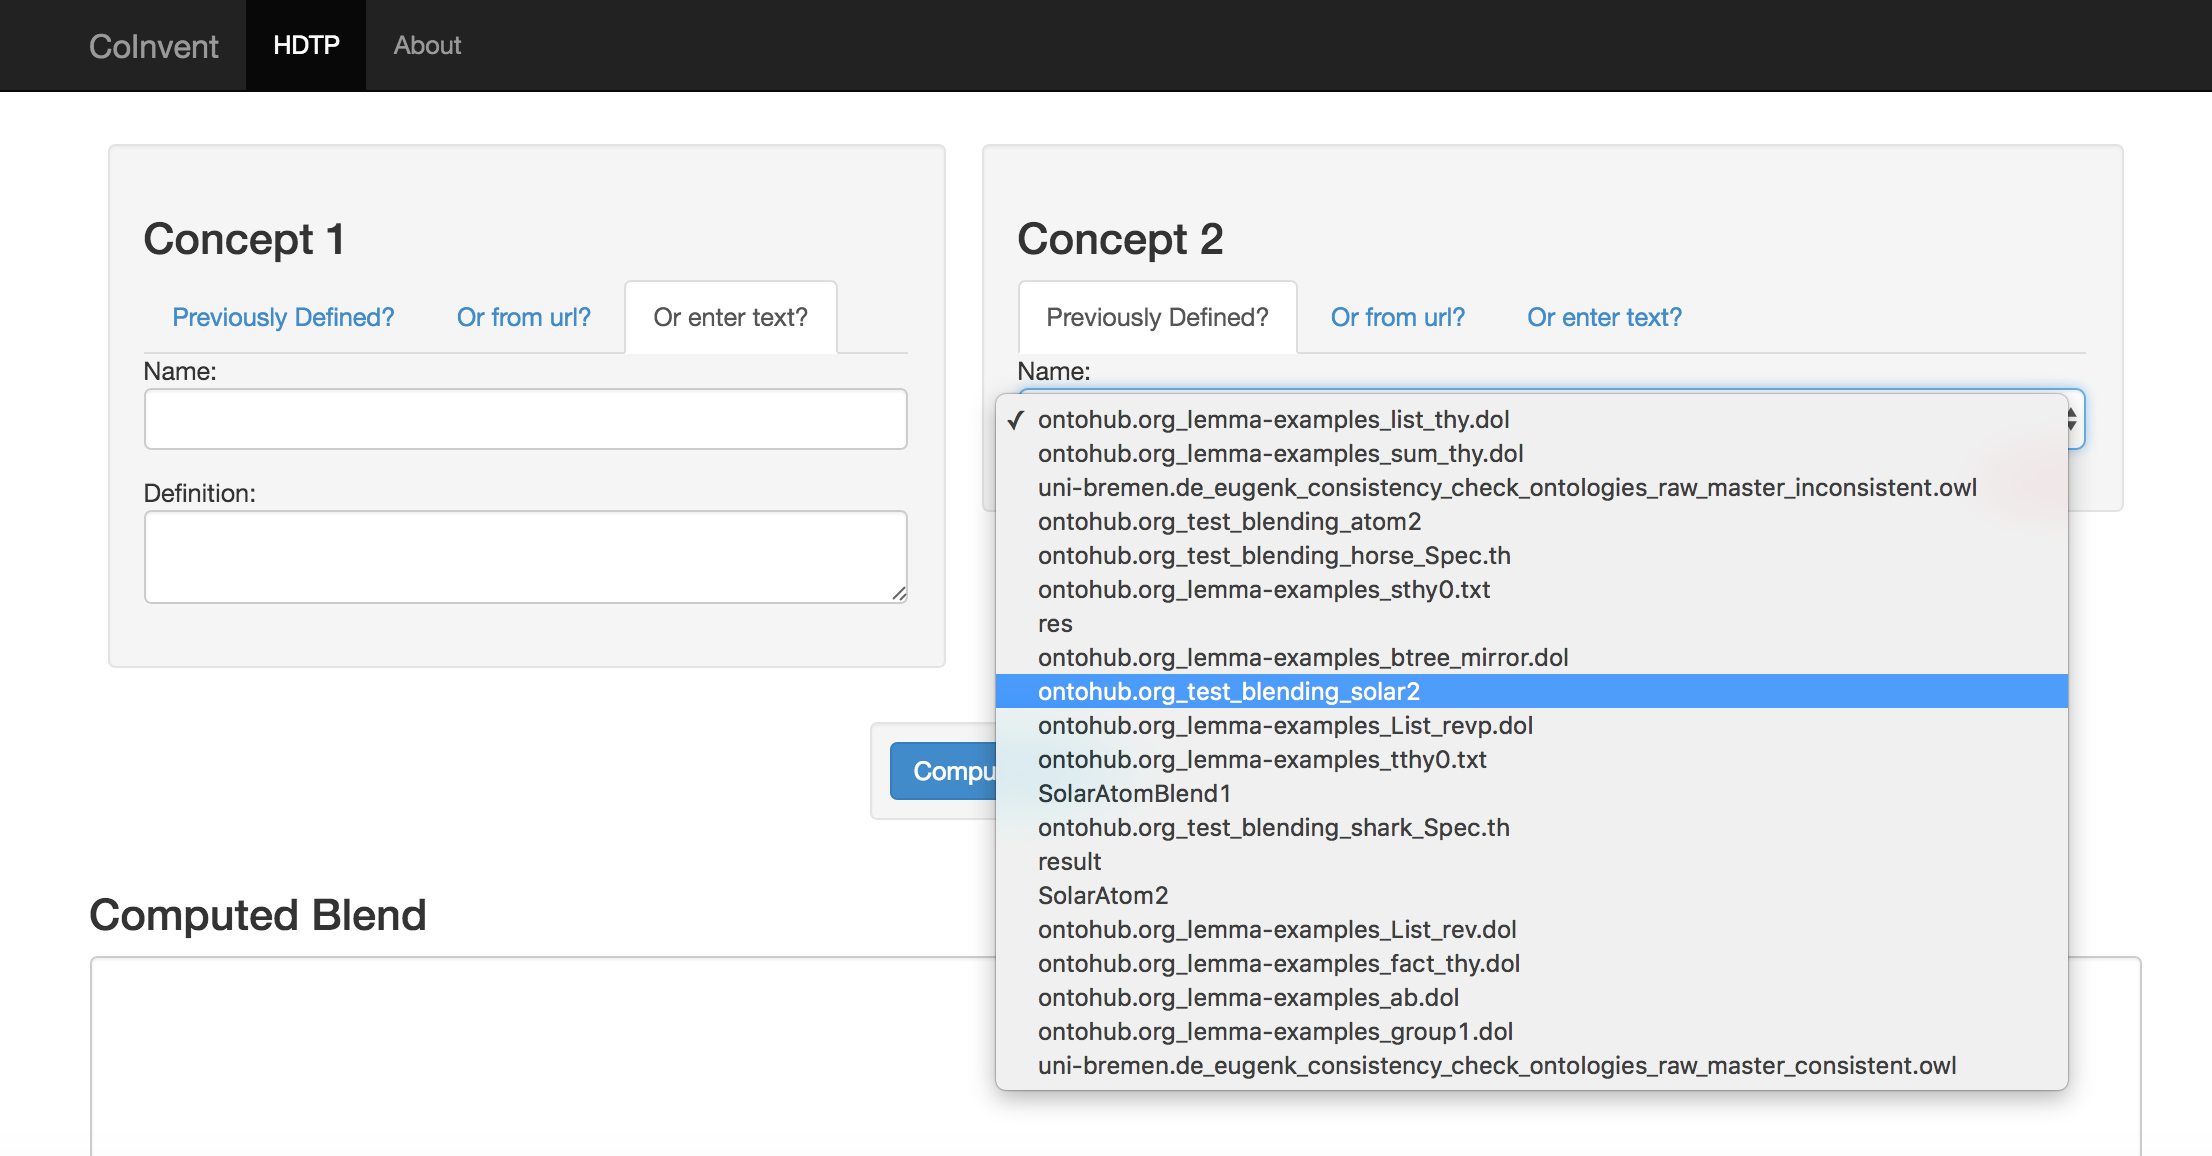 CoInvent HDTP About
Concept 1
Previously Defined? Or from url? Or enter text?
Name:
Definition:
Concept 2
Previously Defined? Or from url? Or enter text?
Name:
✓ ontohub.org_lemma-examples_list_thy.dol
ontohub.org_lemma-examples_sum_thy.dol
uni-bremen.de_eugenk_consistency_check_ontologies_raw_master_inconsistent.owl
ontohub.org_test_blending_atom2
ontohub.org_test_blending_horse_Spec.th
ontohub.org_lemma-examples_sthy0.txt
res
ontohub.org_lemma-examples_btree_mirror.dol
ontohub.org_test_blending_solar2
ontohub.org_lemma-examples_List_revp.dol
ontohub.org_lemma-examples_tthy0.txt
SolarAtomBlend1
ontohub.org_test_blending_shark_Spec.th
result
SolarAtom2
ontohub.org_lemma-examples_List_rev.dol
ontohub.org_lemma-examples_fact_thy.dol
ontohub.org_lemma-examples_ab.dol
ontohub.org_lemma-examples_group1.dol
uni-bremen.de_eugenk_consistency_check_ontologies_raw_master_consistent.owl
Compu
Computed Blend